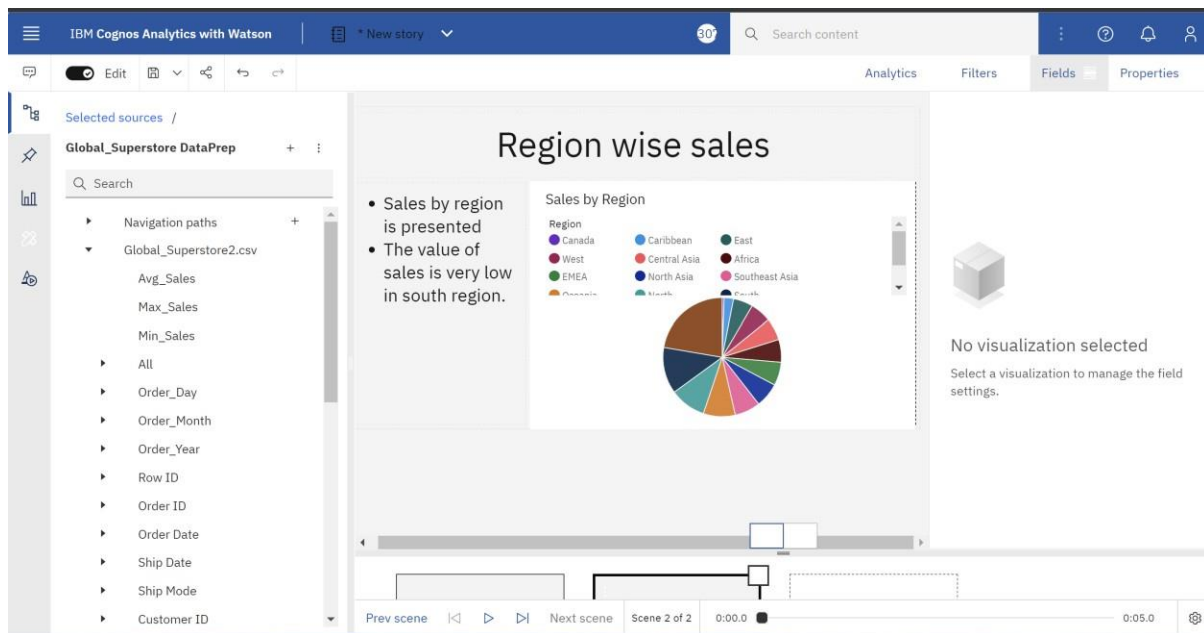 IBM Cognos Analytics with Watson
* New story
30
Search content
Edit
Analytics
Filters
Fields
Properties
Selected sources /
Global_Superstore DataPrep
Search
Navigation paths
Global_Superstore2.csv
Avg_Sales
Max_Sales
Min_Sales
All
Order_Day
Order_Month
Order_Year
Row ID
Order ID
Order Date
Ship Date
Ship Mode
Customer ID
Region wise sales
• Sales by region
is presented
• The value of
sales is very low
in south region.
Sales by Region
Region
Canada
Caribbean
East
West
Central Asia
Africa
EMEA
North Asia
Southeast Asia
Oceania
North
South
No visualization selected
Select a visualization to manage the field
settings.
Prev scene
Next scene
Scene 2 of 2
0:00.0
0:05.0